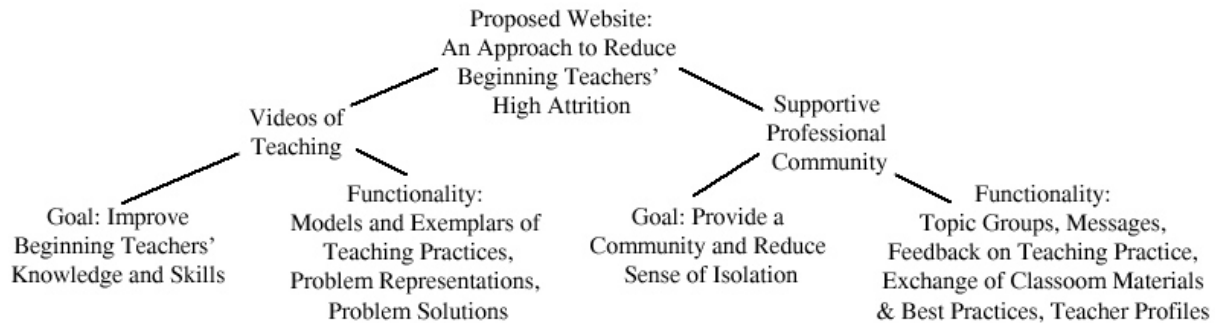 Proposed Website:
An Approach to Reduce
Beginning Teachers’
High Attrition
Videos of
Teaching
Supportive
Professional
Community
Goal: Improve
Beginning Teachers’
Knowledge and Skills
Functionality:
Models and Exemplars of
Teaching Practices,
Problem Representations,
Problem Solutions
Goal: Provide a
Community and Reduce
Sense of Isolation
Functionality:
Topic Groups, Messages,
Feedback on Teaching Practice,
Exchange of Classoom Materials
& Best Practices, Teacher Profiles